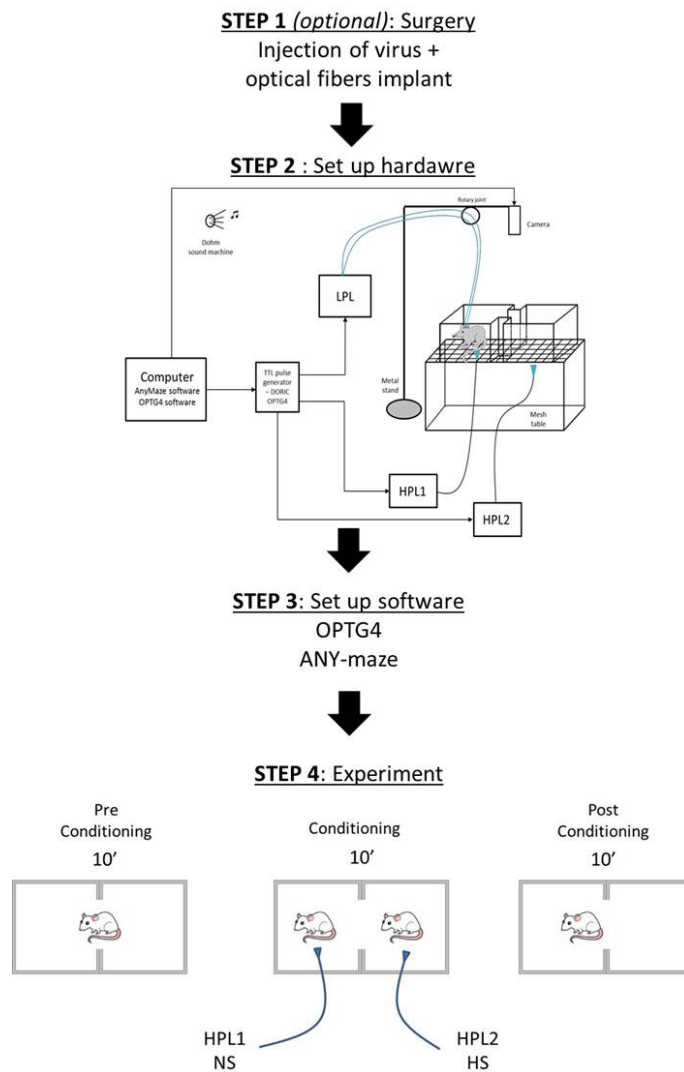 STEP 1 (optional): Surgery
Injection of virus +
optical fibers implant
STEP 2 : Set up hardawre
Dohm
sound machine
Rotary joint
Camera
LPL
Computer
AnyMaze software
OPTG4 software
TTL pulse
generator
– DORIC
OPTG4
Metal
stand
Mesh
table
HPL1
HPL2
STEP 3: Set up software
OPTG4
ANY-maze
STEP 4: Experiment
Pre
Conditioning
10’
Conditioning
10’
Post
Conditioning
10’
HPL1
NS
HPL2
HS